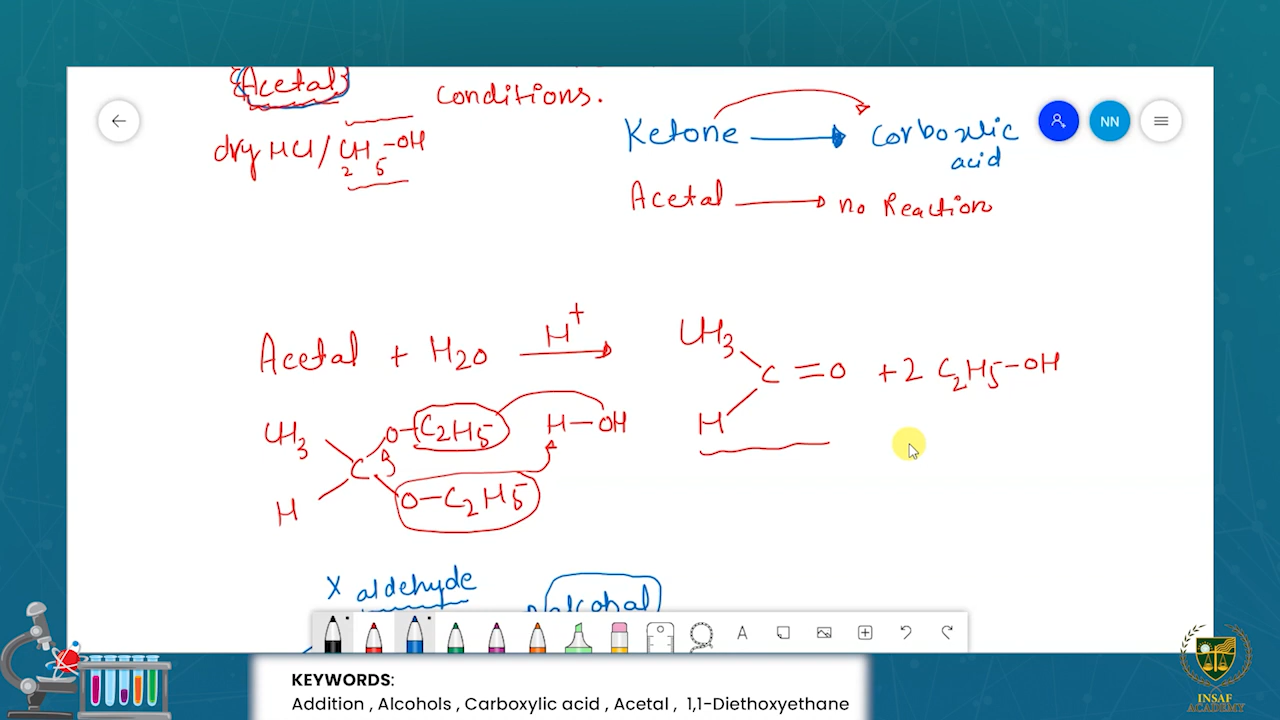 Acetal
conditions.
dry HCl / C2H5-OH
Ketone → Carboxylic
acid
Acetal → no Reaction
Acetal + H2O H+ →
CH3
C=O + 2 C2H5-OH
H
CH3 O-C2H5 H-OH
C
H O-C2H5
X aldehyde
alcohol
NN
A
KEYWORDS:
Addition , Alcohols , Carboxylic acid , Acetal , 1,1-Diethoxyethane
INSAF
ACADEMY